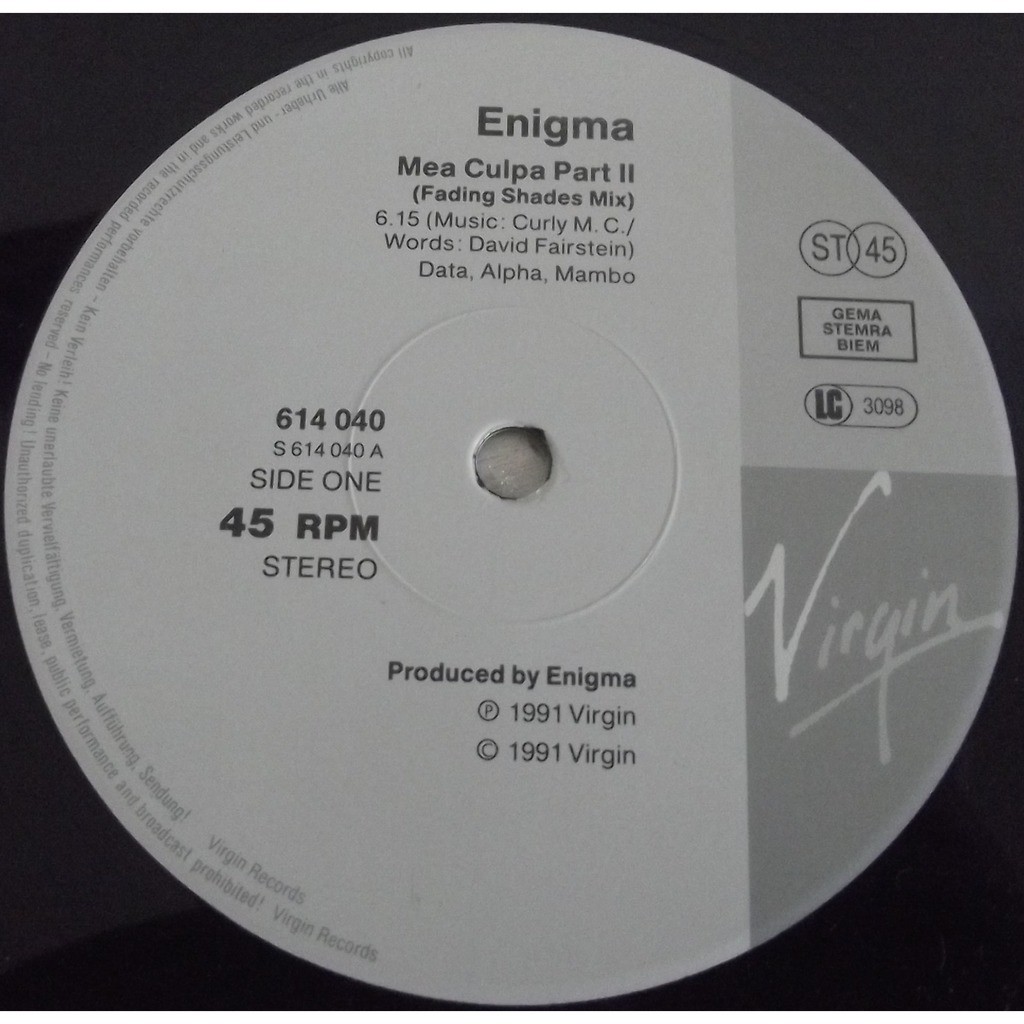 Enigma
Mea Culpa Part II
(Fading Shades Mix)
6.15 (Music: Curly M. C./
Words: David Fairstein)
Data, Alpha, Mambo
ST 45
GEMA
STEMRA
BIEM
LC 3098
614 040
S 614 040 A
SIDE ONE
45 RPM
STEREO
Virgin
Produced by Enigma
℗ 1991 Virgin
© 1991 Virgin
Alle Urheber- und Leistungsschutzrechte vorbehalten – Kein Verleih! Keine unerlaubte Vervielfältigung, Vermietung, Aufführung, Sendung! Virgin Records
All copyrights in the recorded works and in the recorded performances reserved – No lending! Unauthorized duplication, lease, public performance and broadcast prohibited! Virgin Records